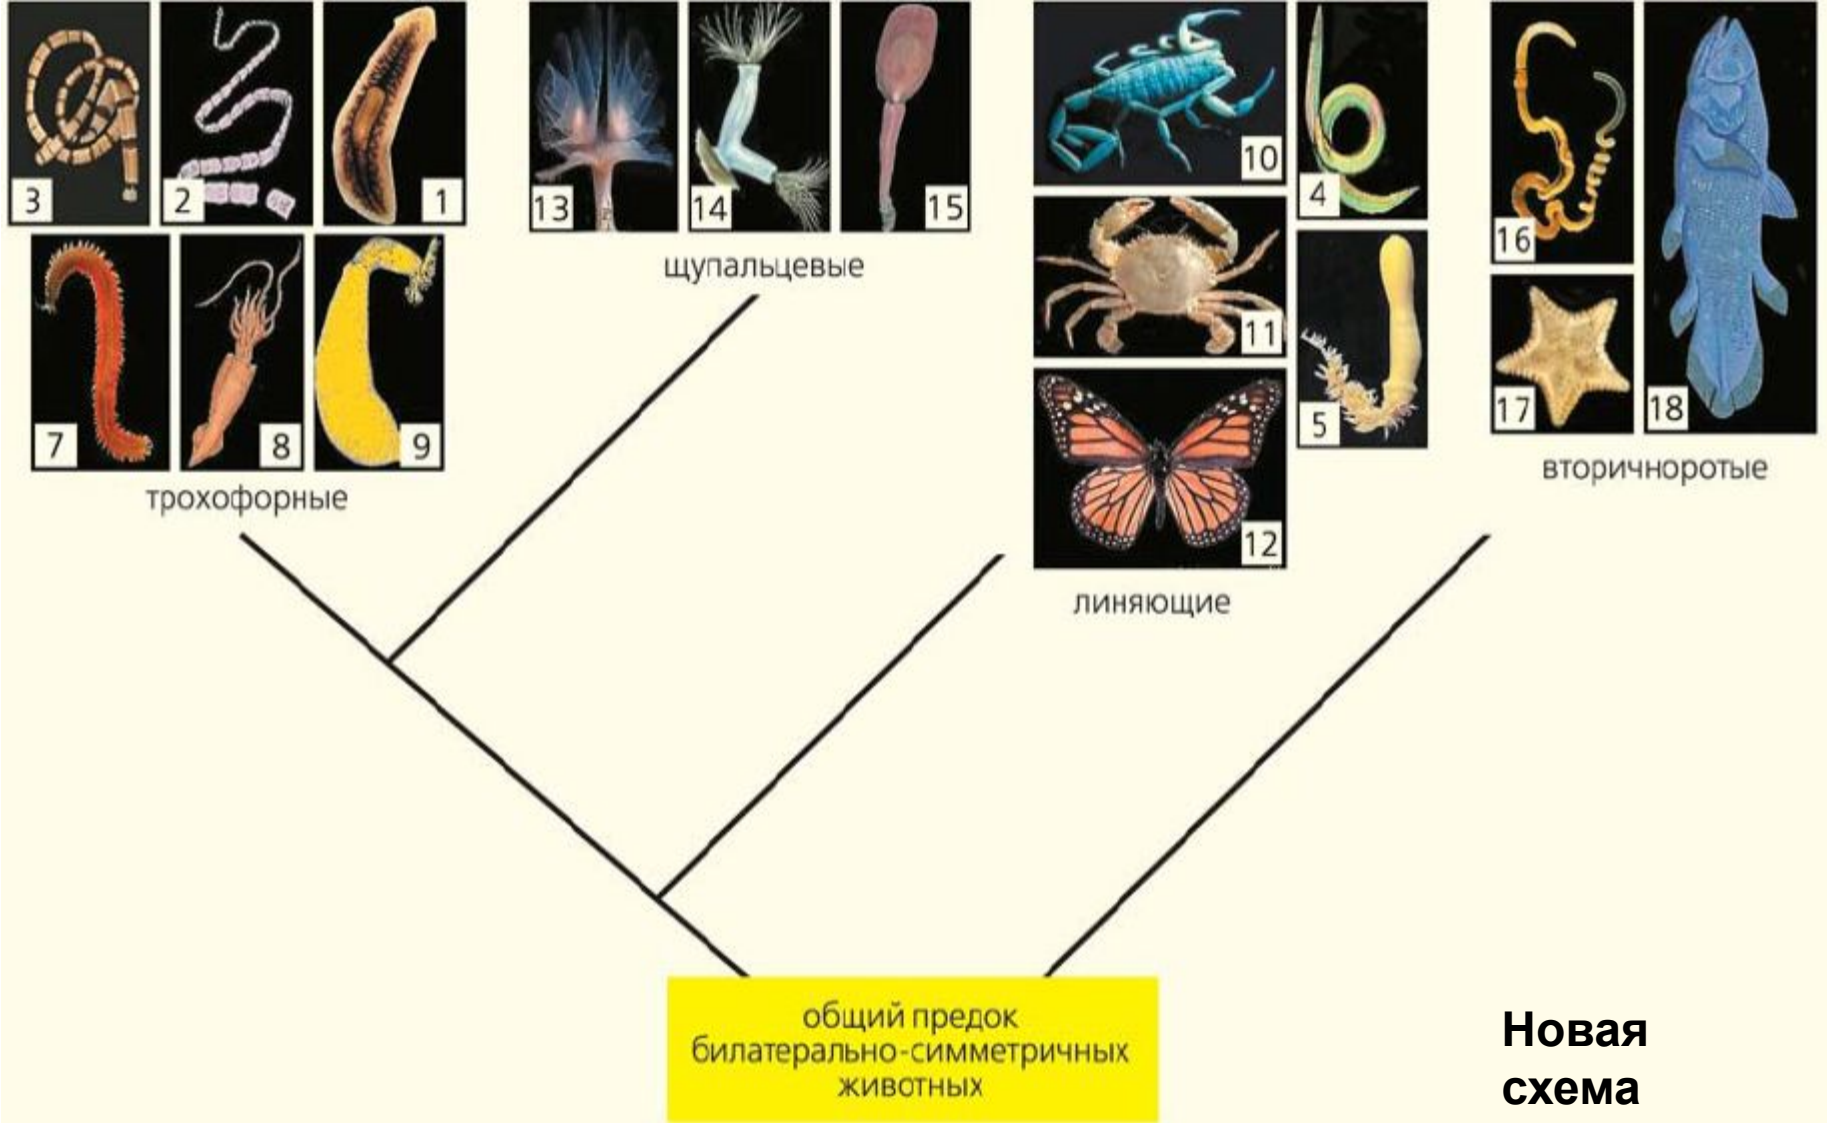 3
2
1
7
8
9
трохофорные
13
14
15
щупальцевые
10
4
11
5
12
линяющие
16
17
18
вторичноротые
общий предок
билатерально-симметричных
животных
Новая
схема